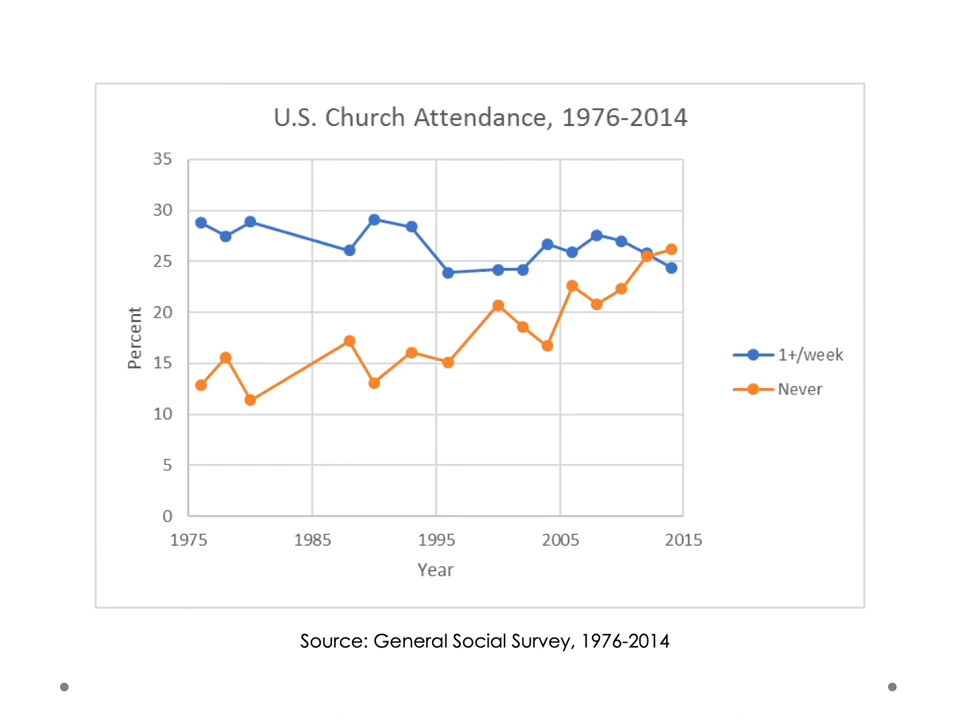 U.S. Church Attendance, 1976-2014
35
30
25
20
15
10
5
0
Percent
1975 1985 1995 2005 2015
Year
1+/week
Never
Source: General Social Survey, 1976-2014